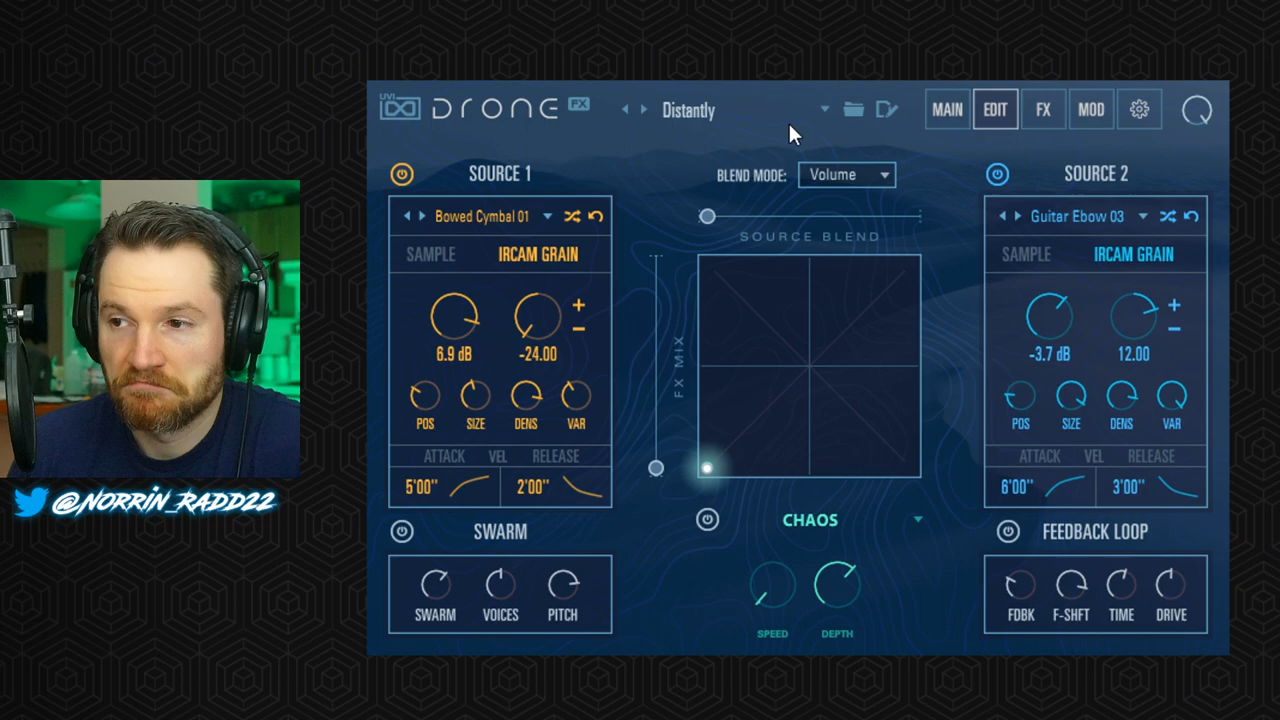 UVI DRONE FX
Distantly
MAIN
EDIT
FX
MOD
SOURCE 1
BLEND MODE:
Volume
SOURCE 2
Bowed Cymbal 01
SOURCE BLEND
Guitar Ebow 03
SAMPLE
IRCAM GRAIN
SAMPLE
IRCAM GRAIN
6.9 dB
-24.00
FX MIX
-3.7 dB
12.00
POS
SIZE
DENS
VAR
POS
SIZE
DENS
VAR
ATTACK
VEL
RELEASE
ATTACK
VEL
RELEASE
5'00"
2'00"
6'00"
3'00"
@NORRIN_RADD22
SWARM
CHAOS
FEEDBACK LOOP
SWARM
VOICES
PITCH
SPEED
DEPTH
FDBK
F-SHFT
TIME
DRIVE